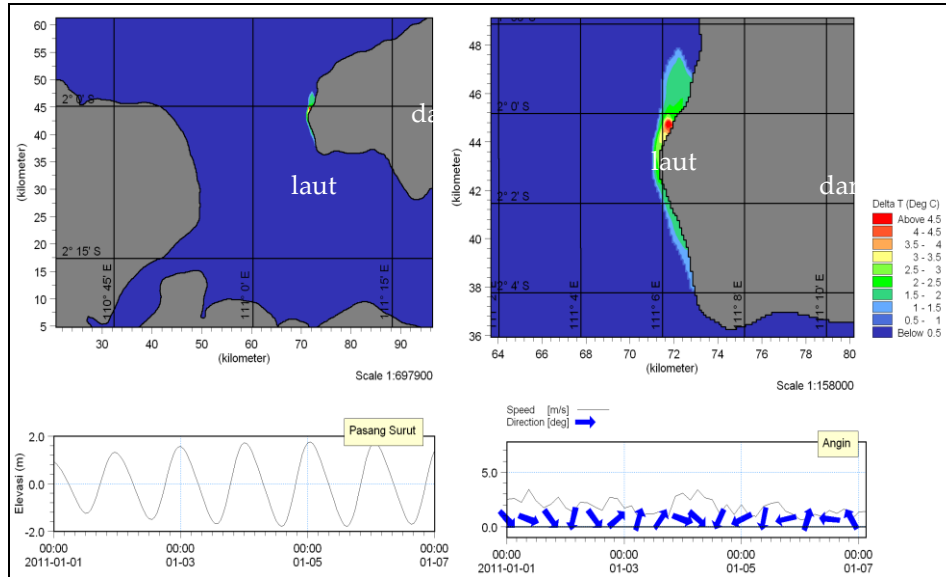 60
55
50
45
40
35
30
25
20
15
10
5
(kilometer)
2° 0' S
2° 15' S
110° 45' E
111° 0' E
111° 15' E
laut
da
30 40 50 60 70 80 90
(kilometer)
Scale 1:697900
48
46
44
42
40
38
36
(kilometer)
2° 0' S
2° 2' S
2° 4' S
111° 4' E
111° 6' E
111° 8' E
111° 10' E
laut
dar
64 66 68 70 72 74 76 78 80
(kilometer)
Scale 1:158000
Delta T (Deg C)
Above 4.5
4 - 4.5
3.5 - 4
3 - 3.5
2.5 - 3
2 - 2.5
1.5 - 2
1 - 1.5
0.5 - 1
Below 0.5
Pasang Surut
Elevasi (m)
2.0
0.0
-2.0
00:00 00:00 00:00 00:00
2011-01-01 01-03 01-05 01-07
Speed [m/s]
Direction [deg]
Angin
5.0
0.0
00:00 00:00 00:00 00:00
2011-01-01 01-03 01-05 01-07